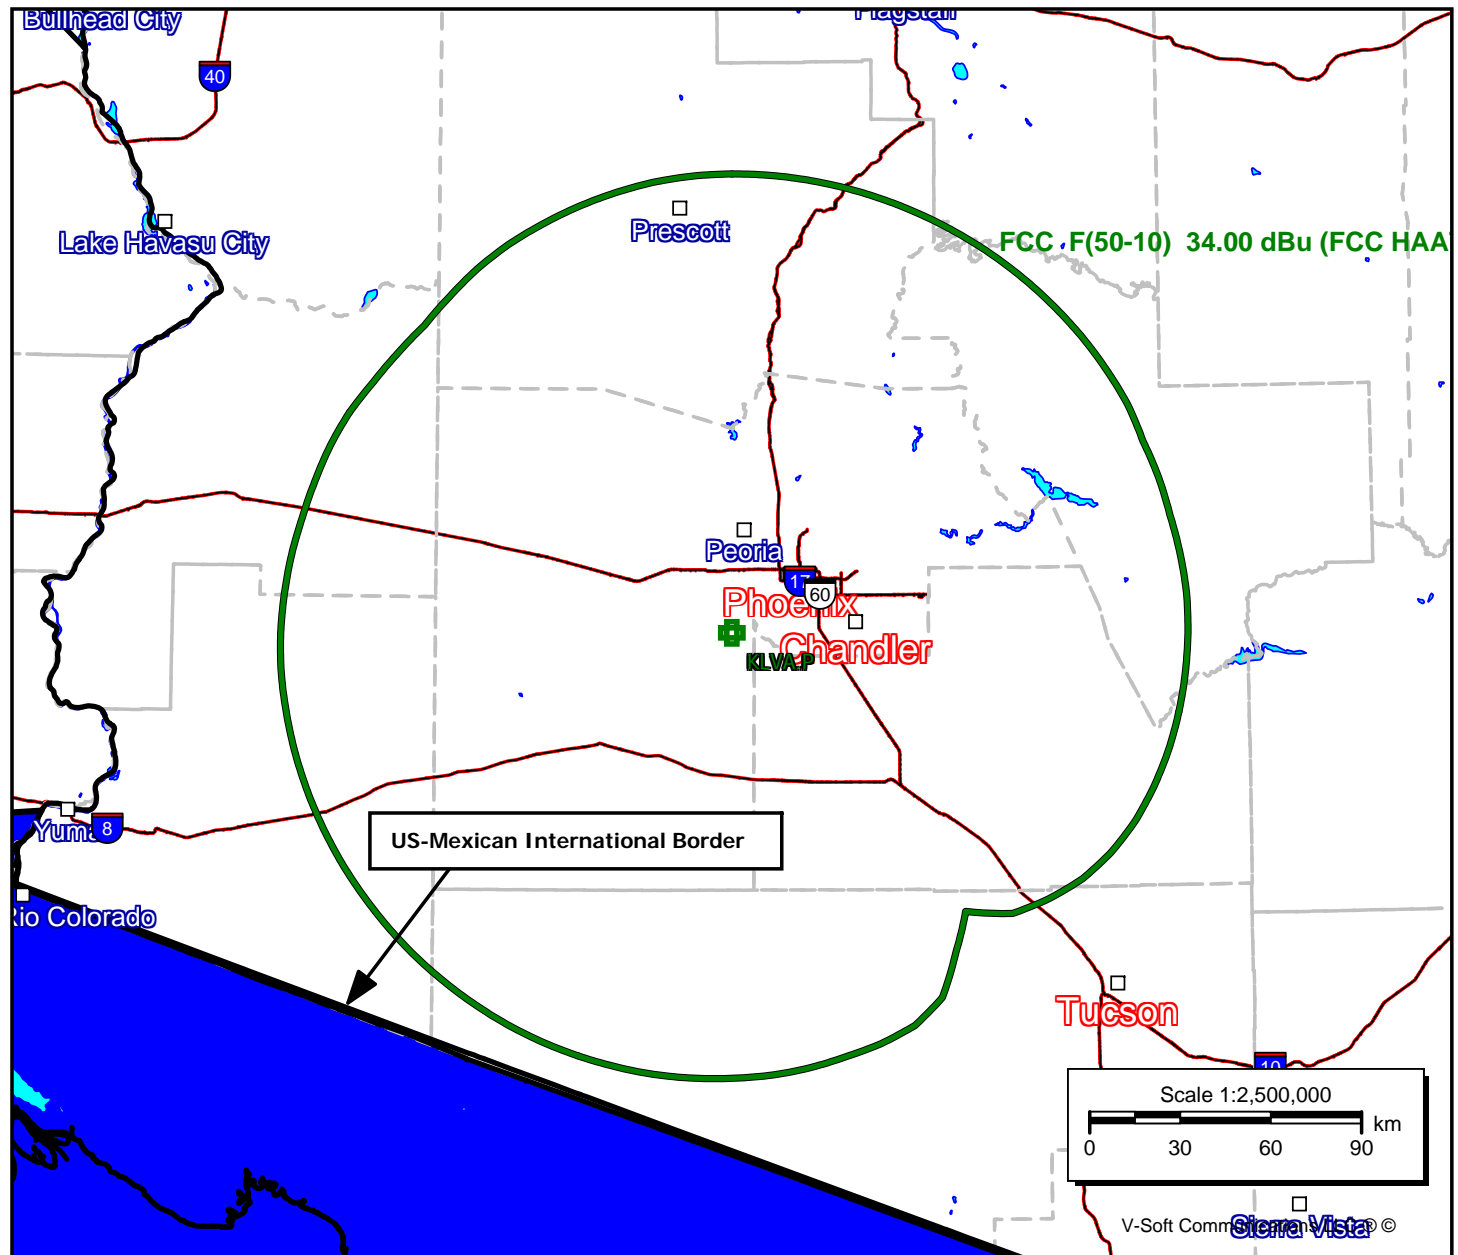 Bullhead City
Flagstaff
40
Prescott
Lake Havasu City
FCC F(50-10) 34.00 dBu (FCC HAA
Peoria
17
60
Phoenix
Chandler
KLVA.P
US-Mexican International Border
Yuma
8
Rio Colorado
Tucson
10
Scale 1:2,500,000
km
0 30 60 90
Sierra Vista
V-Soft Communications LLC ® ©